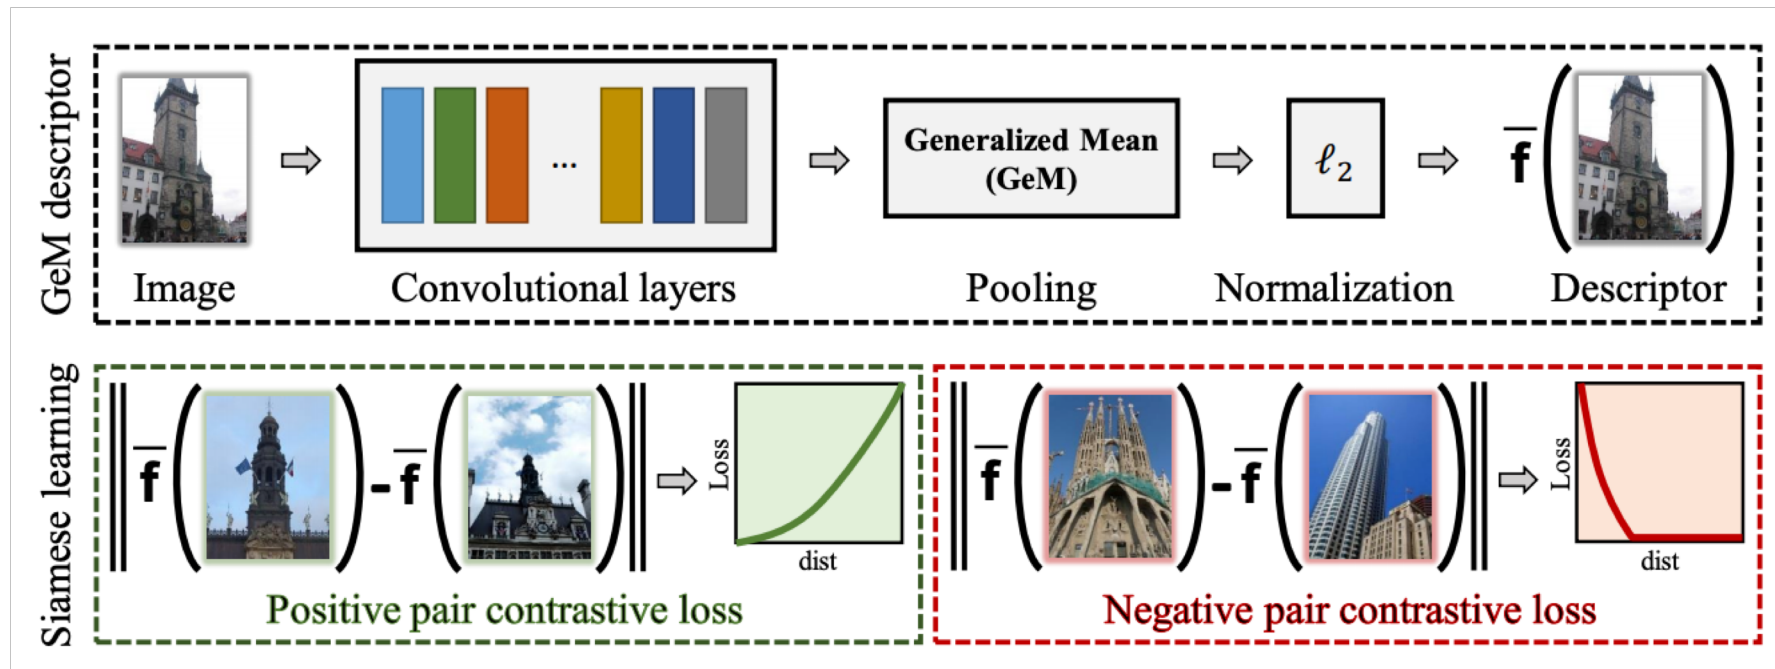 GeM descriptor
...
Generalized Mean
(GeM)
ℓ2
f̅
Image
Convolutional layers
Pooling
Normalization
Descriptor
Siamese learning
f̅
- f̅
Loss
dist
Positive pair contrastive loss
f̅
- f̅
Loss
dist
Negative pair contrastive loss